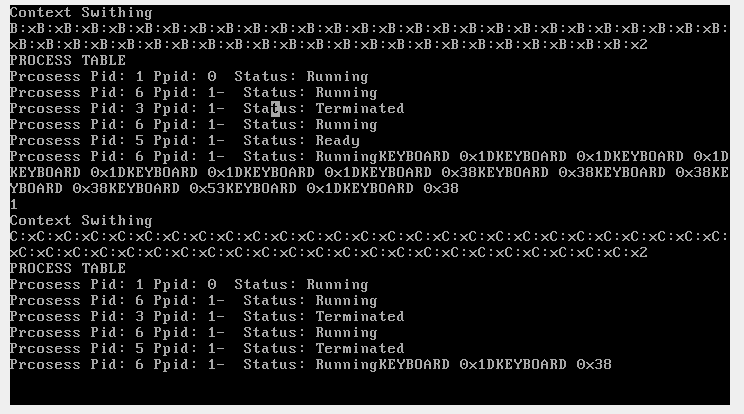 Context Swithing
B:xB:xB:xB:xB:xB:xB:xB:xB:xB:xB:xB:xB:xB:xB:xB:xB:xB:xB:xB:xB:xB:xB:xB:xB:xB:xB:
xB:xB:xB:xB:xB:xB:xB:xB:xB:xB:xB:xB:xB:xB:xB:xB:xB:xB:xB:xB:xB:xB:xB:x2
PROCESS TABLE
Prcosess Pid: 1 Ppid: 0  Status: Running
Prcosess Pid: 6 Ppid: 1-  Status: Running
Prcosess Pid: 3 Ppid: 1-  Status: Terminated
Prcosess Pid: 6 Ppid: 1-  Status: Running
Prcosess Pid: 5 Ppid: 1-  Status: Ready
Prcosess Pid: 6 Ppid: 1-  Status: RunningKEYBOARD 0x1DKEYBOARD 0x1DKEYBOARD 0x1D
KEYBOARD 0x1DKEYBOARD 0x1DKEYBOARD 0x1DKEYBOARD 0x38KEYBOARD 0x38KEYBOARD 0x38KE
YBOARD 0x38KEYBOARD 0x53KEYBOARD 0x1DKEYBOARD 0x38
1
Context Swithing
C:xC:xC:xC:xC:xC:xC:xC:xC:xC:xC:xC:xC:xC:xC:xC:xC:xC:xC:xC:xC:xC:xC:xC:xC:xC:xC:
xC:xC:xC:xC:xC:xC:xC:xC:xC:xC:xC:xC:xC:xC:xC:xC:xC:xC:xC:xC:xC:xC:xC:x2
PROCESS TABLE
Prcosess Pid: 1 Ppid: 0  Status: Running
Prcosess Pid: 6 Ppid: 1-  Status: Running
Prcosess Pid: 3 Ppid: 1-  Status: Terminated
Prcosess Pid: 6 Ppid: 1-  Status: Running
Prcosess Pid: 5 Ppid: 1-  Status: Terminated
Prcosess Pid: 6 Ppid: 1-  Status: RunningKEYBOARD 0x1DKEYBOARD 0x38